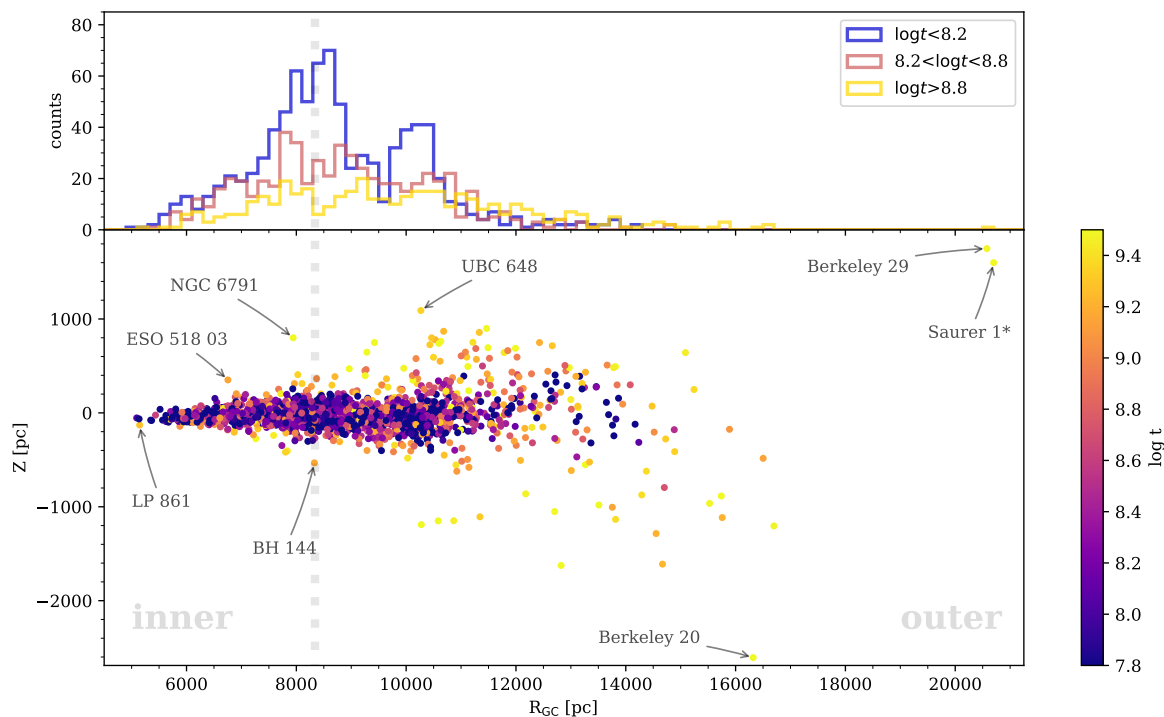 80
60
40
20
0
counts
logt<8.2
8.2<logt<8.8
logt>8.8
1000
0
−1000
−2000
Z [pc]
NGC 6791
UBC 648
Berkeley 29
ESO 518 03
Saurer 1*
LP 861
BH 144
inner
outer
Berkeley 20
6000 8000 10000 12000 14000 16000 18000 20000
RGC [pc]
9.4
9.2
9.0
8.8
8.6
8.4
8.2
8.0
7.8
log t